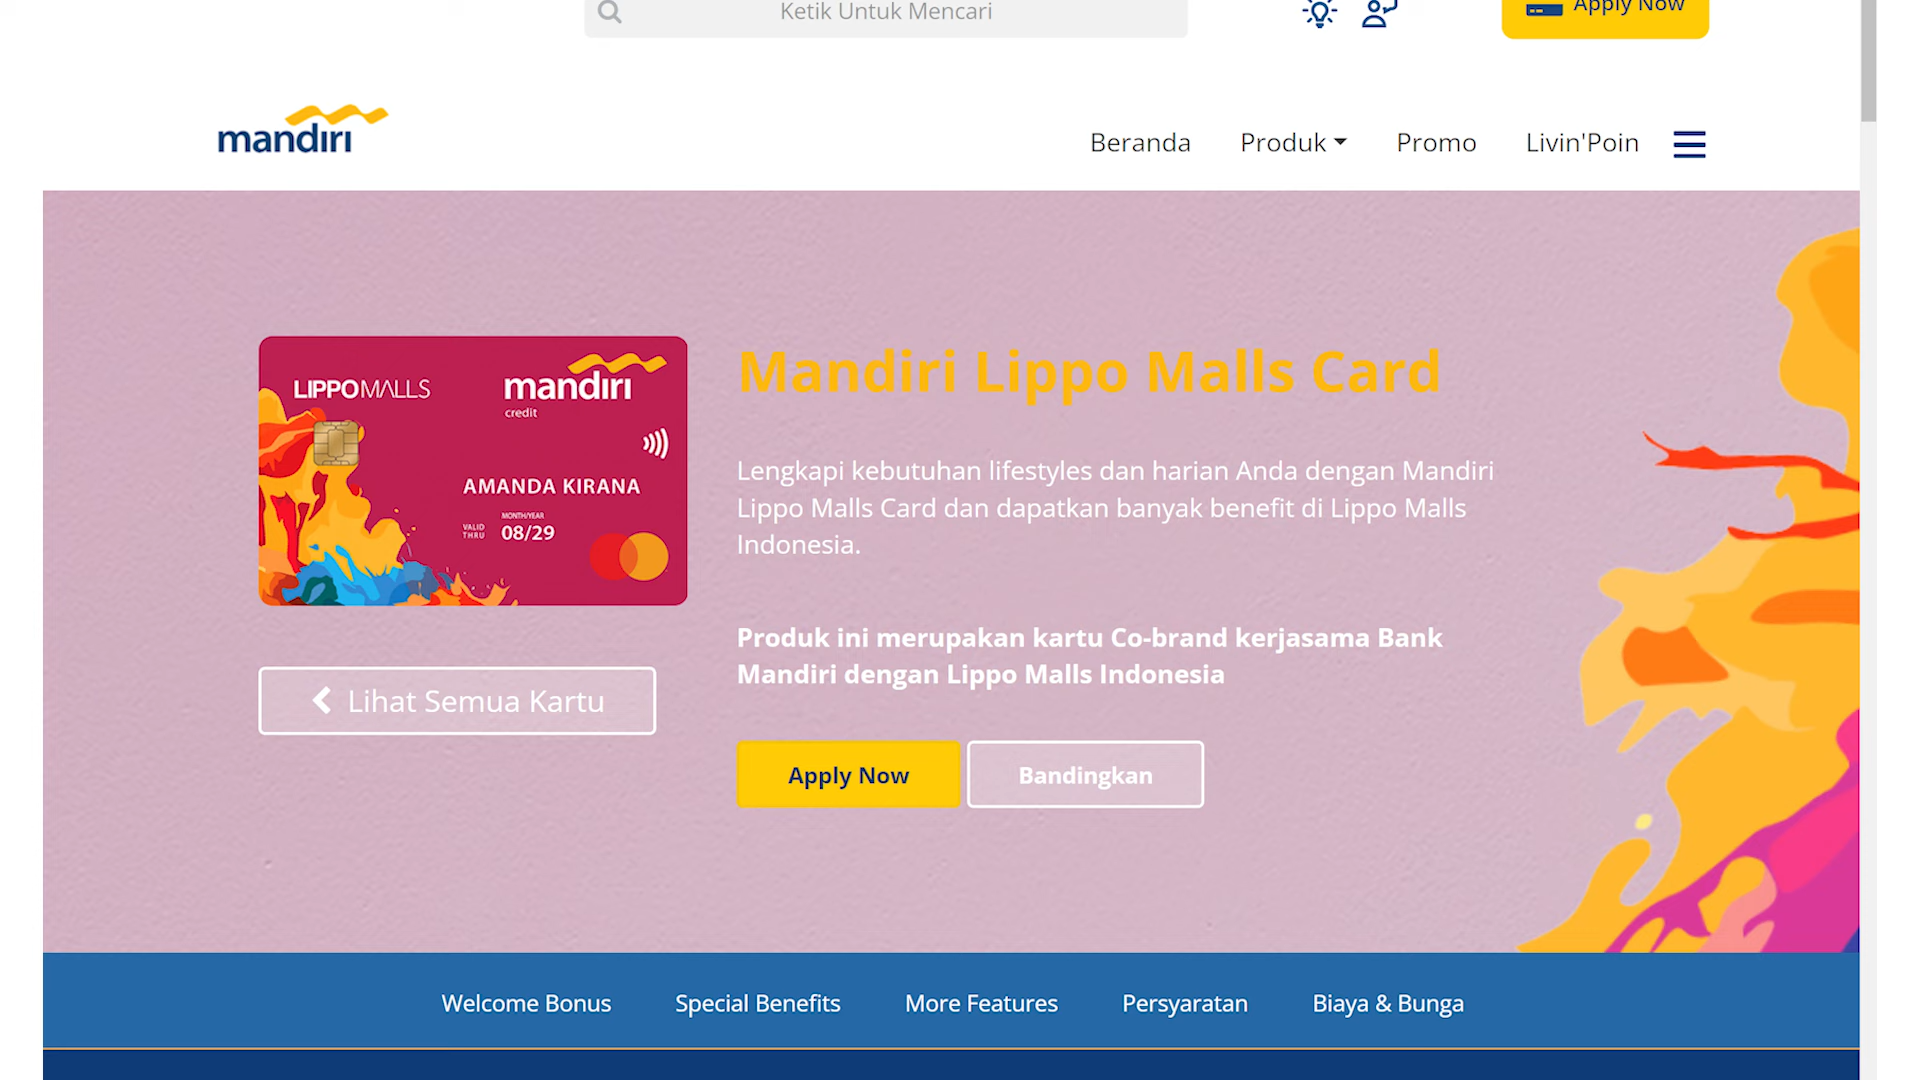 Ketik Untuk Mencari
Apply Now
mandiri
Beranda Produk Promo Livin'Poin
LIPPOMALLS
mandiri
credit
AMANDA KIRANA
MONTH/YEAR
VALID THRU 08/29
Mandiri Lippo Malls Card
Lengkapi kebutuhan lifestyles dan harian Anda dengan Mandiri
Lippo Malls Card dan dapatkan banyak benefit di Lippo Malls
Indonesia.
Produk ini merupakan kartu Co-brand kerjasama Bank
Mandiri dengan Lippo Malls Indonesia
Lihat Semua Kartu
Apply Now Bandingkan
Welcome Bonus Special Benefits More Features Persyaratan Biaya & Bunga